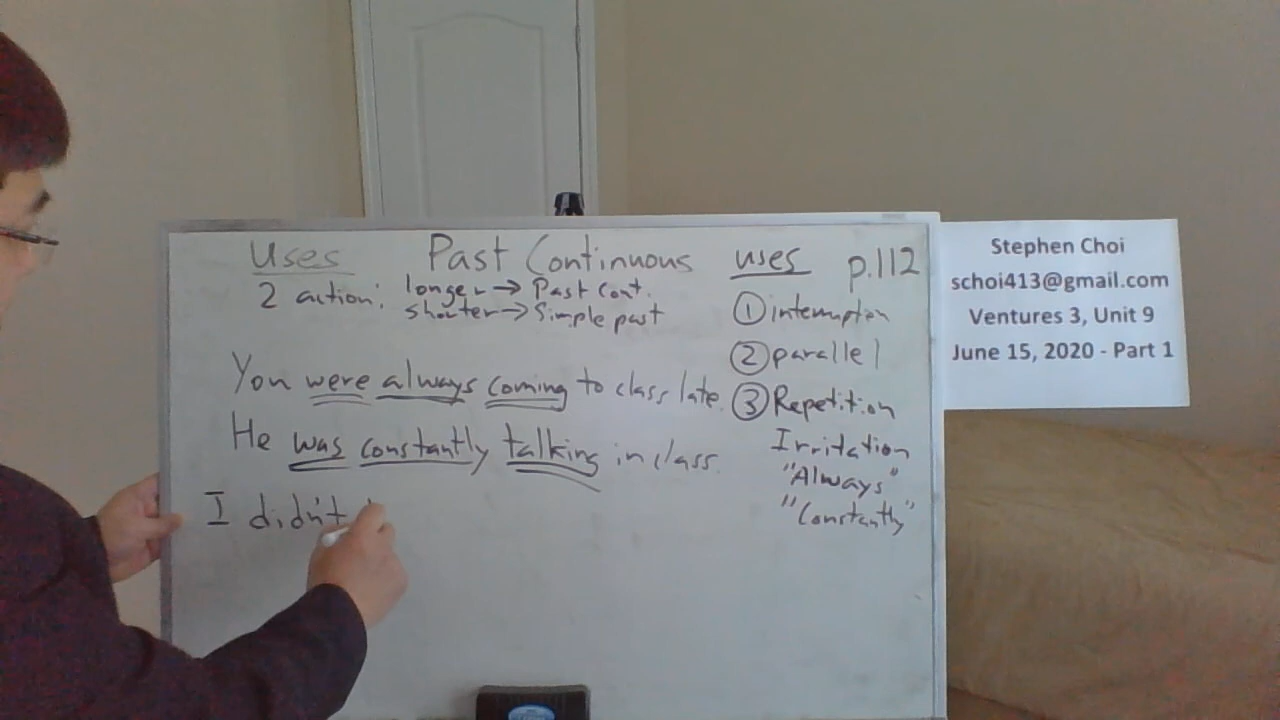 Uses Past Continuous uses p.112
2 action: longer → Past Cont.
shorter → Simple past
① interruption
② parallel
You were always coming to class late.
③ Repetition
He was constantly talking in class.
Irritation
"Always"
"Constantly"
I didn't
Stephen Choi
schoi413@gmail.com
Ventures 3, Unit 9
June 15, 2020 - Part 1